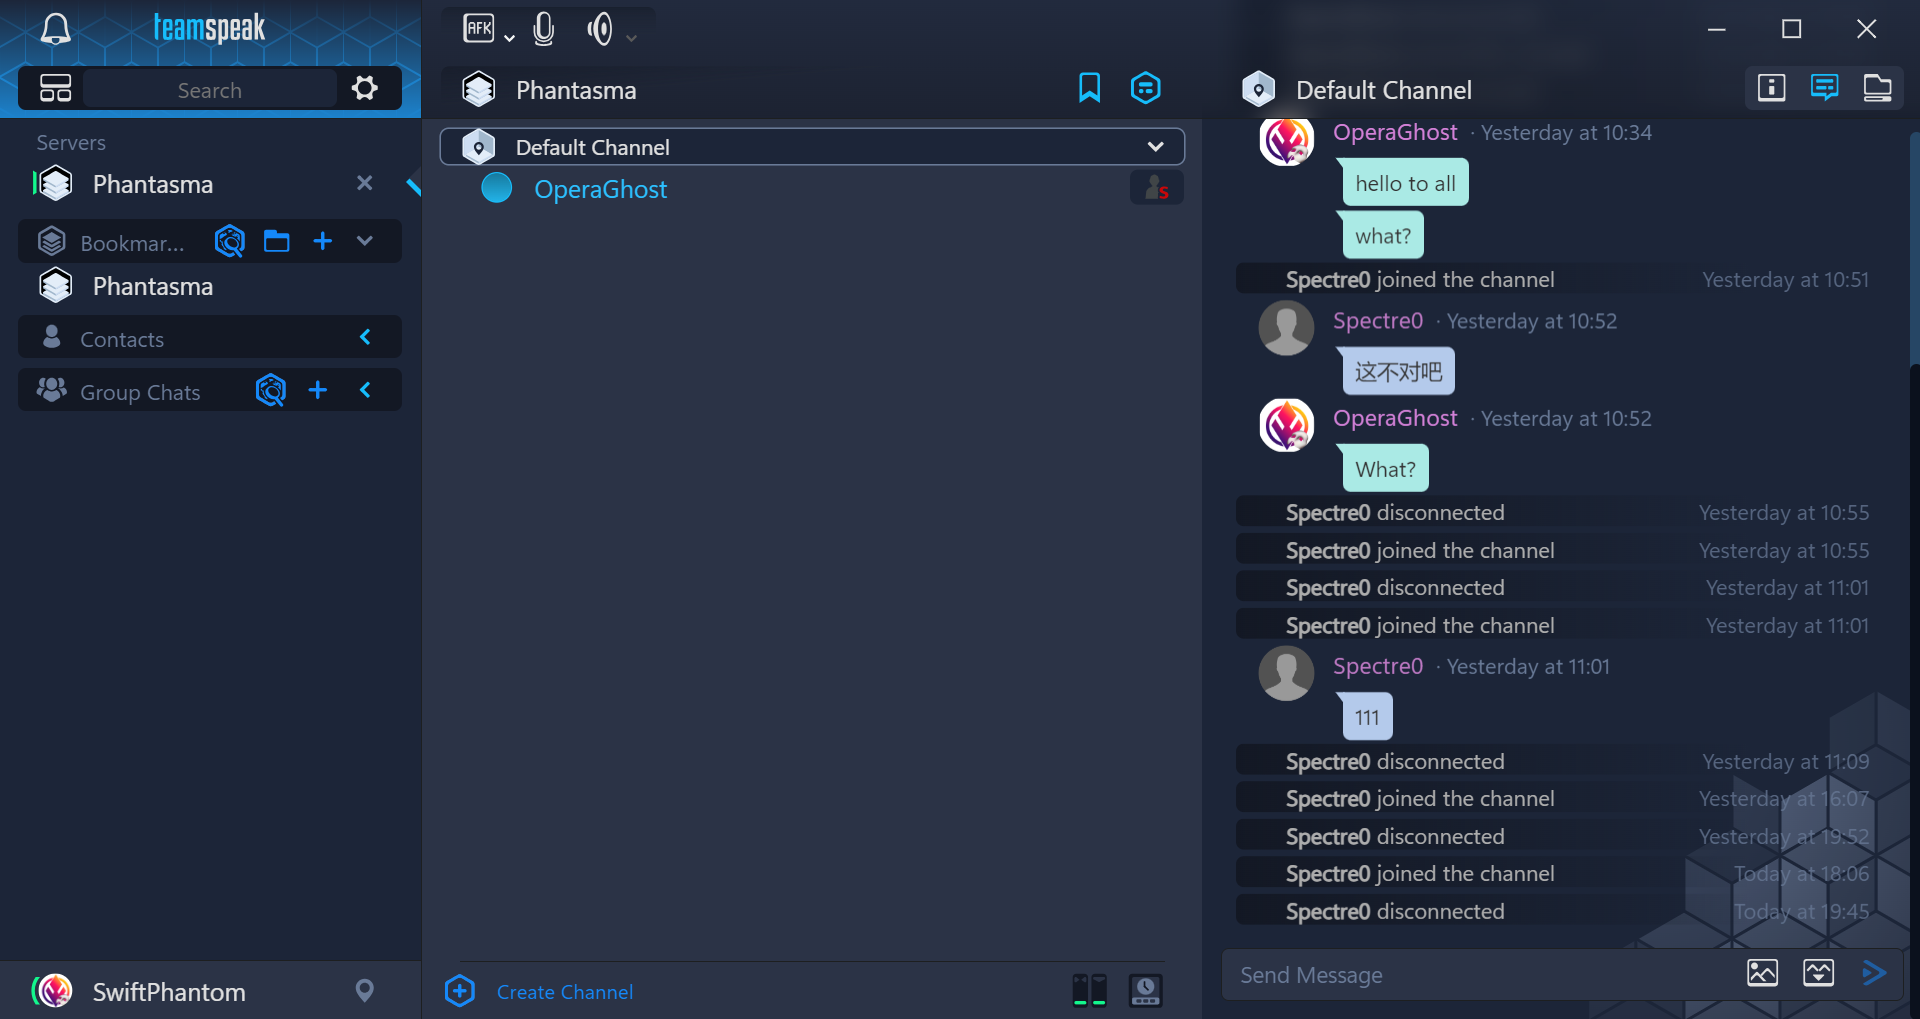 teamspeak
Search
Servers
Phantasma
Bookmar...
Phantasma
Contacts
Group Chats
SwiftPhantom
AFK
Phantasma
Default Channel
OperaGhost
S
Create Channel
Default Channel
OperaGhost · Yesterday at 10:34
hello to all
what?
Spectre0 joined the channel Yesterday at 10:51
Spectre0 · Yesterday at 10:52
这不对吧
OperaGhost · Yesterday at 10:52
What?
Spectre0 disconnected Yesterday at 10:55
Spectre0 joined the channel Yesterday at 10:55
Spectre0 disconnected Yesterday at 11:01
Spectre0 joined the channel Yesterday at 11:01
Spectre0 · Yesterday at 11:01
111
Spectre0 disconnected Yesterday at 11:09
Spectre0 joined the channel Yesterday at 16:07
Spectre0 disconnected Yesterday at 19:52
Spectre0 joined the channel Today at 18:06
Spectre0 disconnected Today at 19:45
Send Message